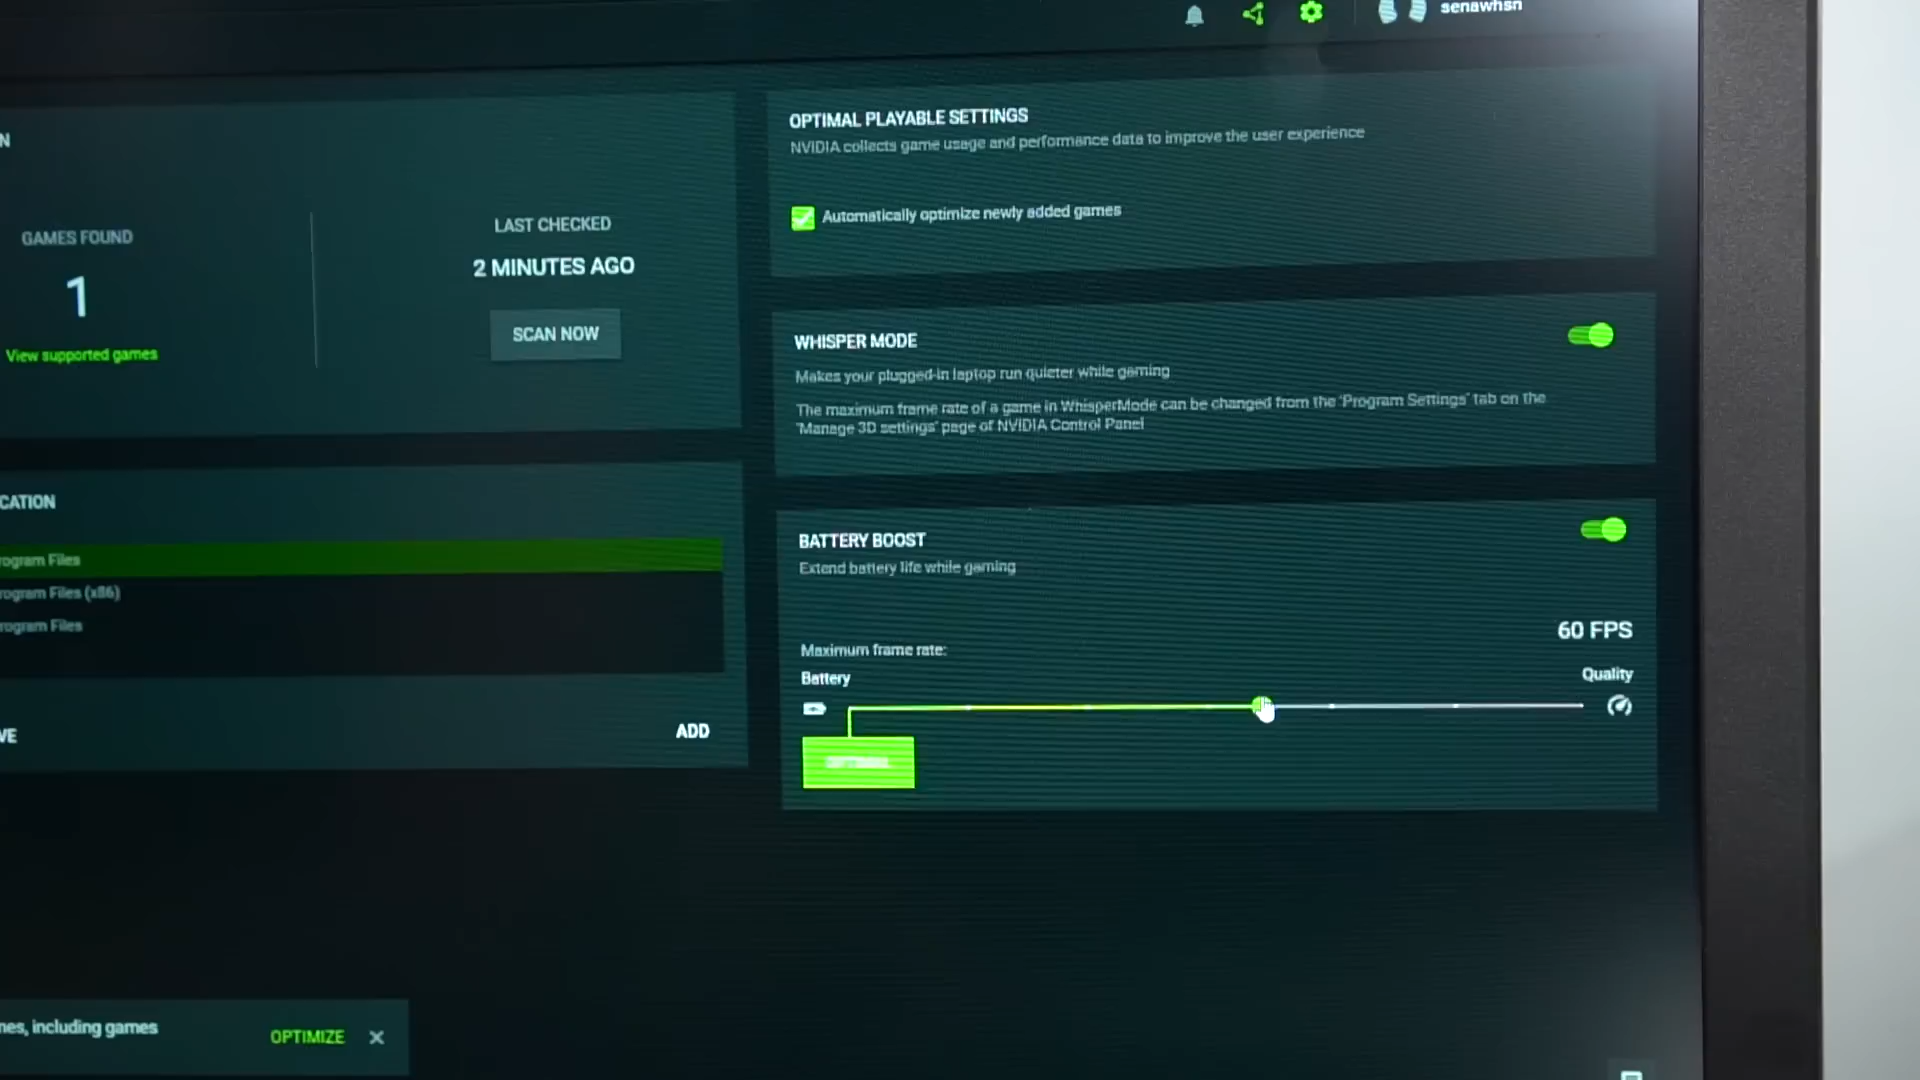 senawhsn
N
GAMES FOUND
1
View supported games
LAST CHECKED
2 MINUTES AGO
SCAN NOW
CATION
rogram Files
rogram Files (x86)
rogram Files
VE
ADD
nes, including games
OPTIMIZE
OPTIMAL PLAYABLE SETTINGS
NVIDIA collects game usage and performance data to improve the user experience
Automatically optimize newly added games
WHISPER MODE
Makes your plugged-in laptop run quieter while gaming
The maximum frame rate of a game in WhisperMode can be changed from the 'Program Settings' tab on the
'Manage 3D settings' page of NVIDIA Control Panel
BATTERY BOOST
Extend battery life while gaming
60 FPS
Maximum frame rate:
Battery
Quality